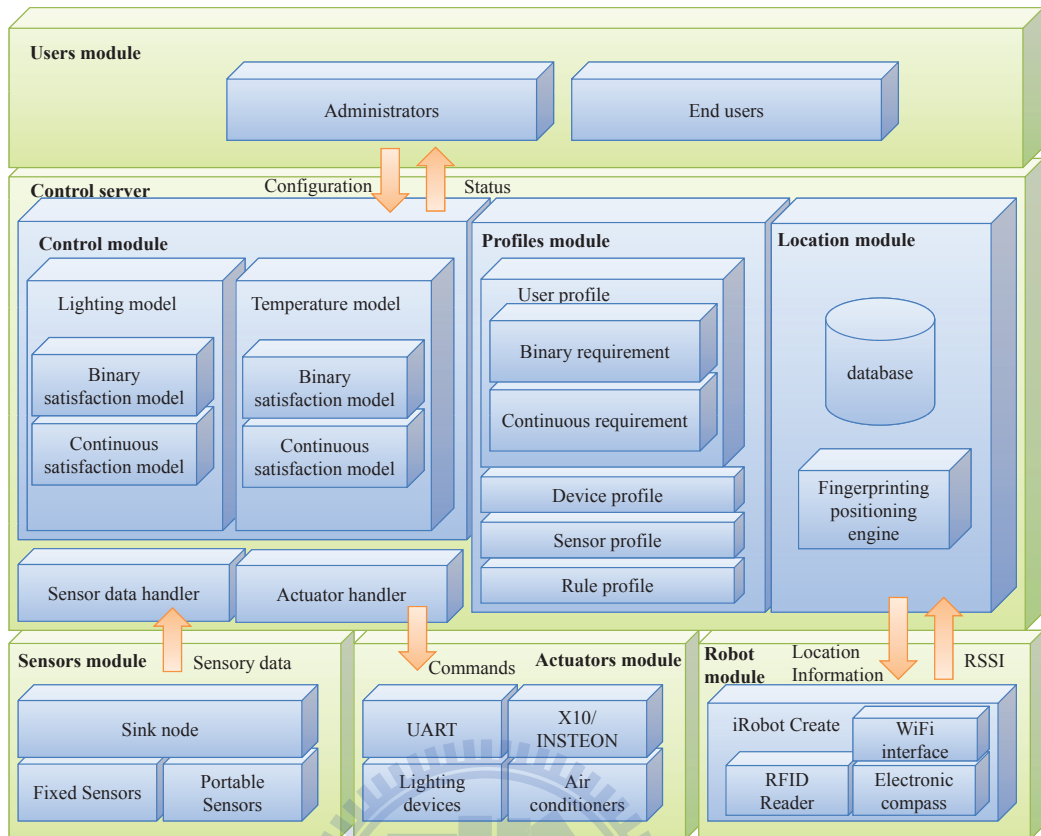 Users module
Administrators
End users
Configuration
Status
Control server
Control module
Lighting model
Binary
satisfaction model
Continuous
satisfaction model
Temperature model
Binary
satisfaction model
Continuous
satisfaction model
Profiles module
User profile
Binary requirement
Continuous requirement
Device profile
Sensor profile
Rule profile
Location module
database
Fingerprinting
positioning
engine
Sensor data handler
Actuator handler
Sensors module
Sensory data
Sink node
Fixed Sensors
Portable
Sensors
Commands
Actuators module
UART
X10/
INSTEON
Lighting
devices
Air
conditioners
Robot
module
Location
Information
RSSI
iRobot Create
WiFi
interface
RFID
Reader
Electronic
compass